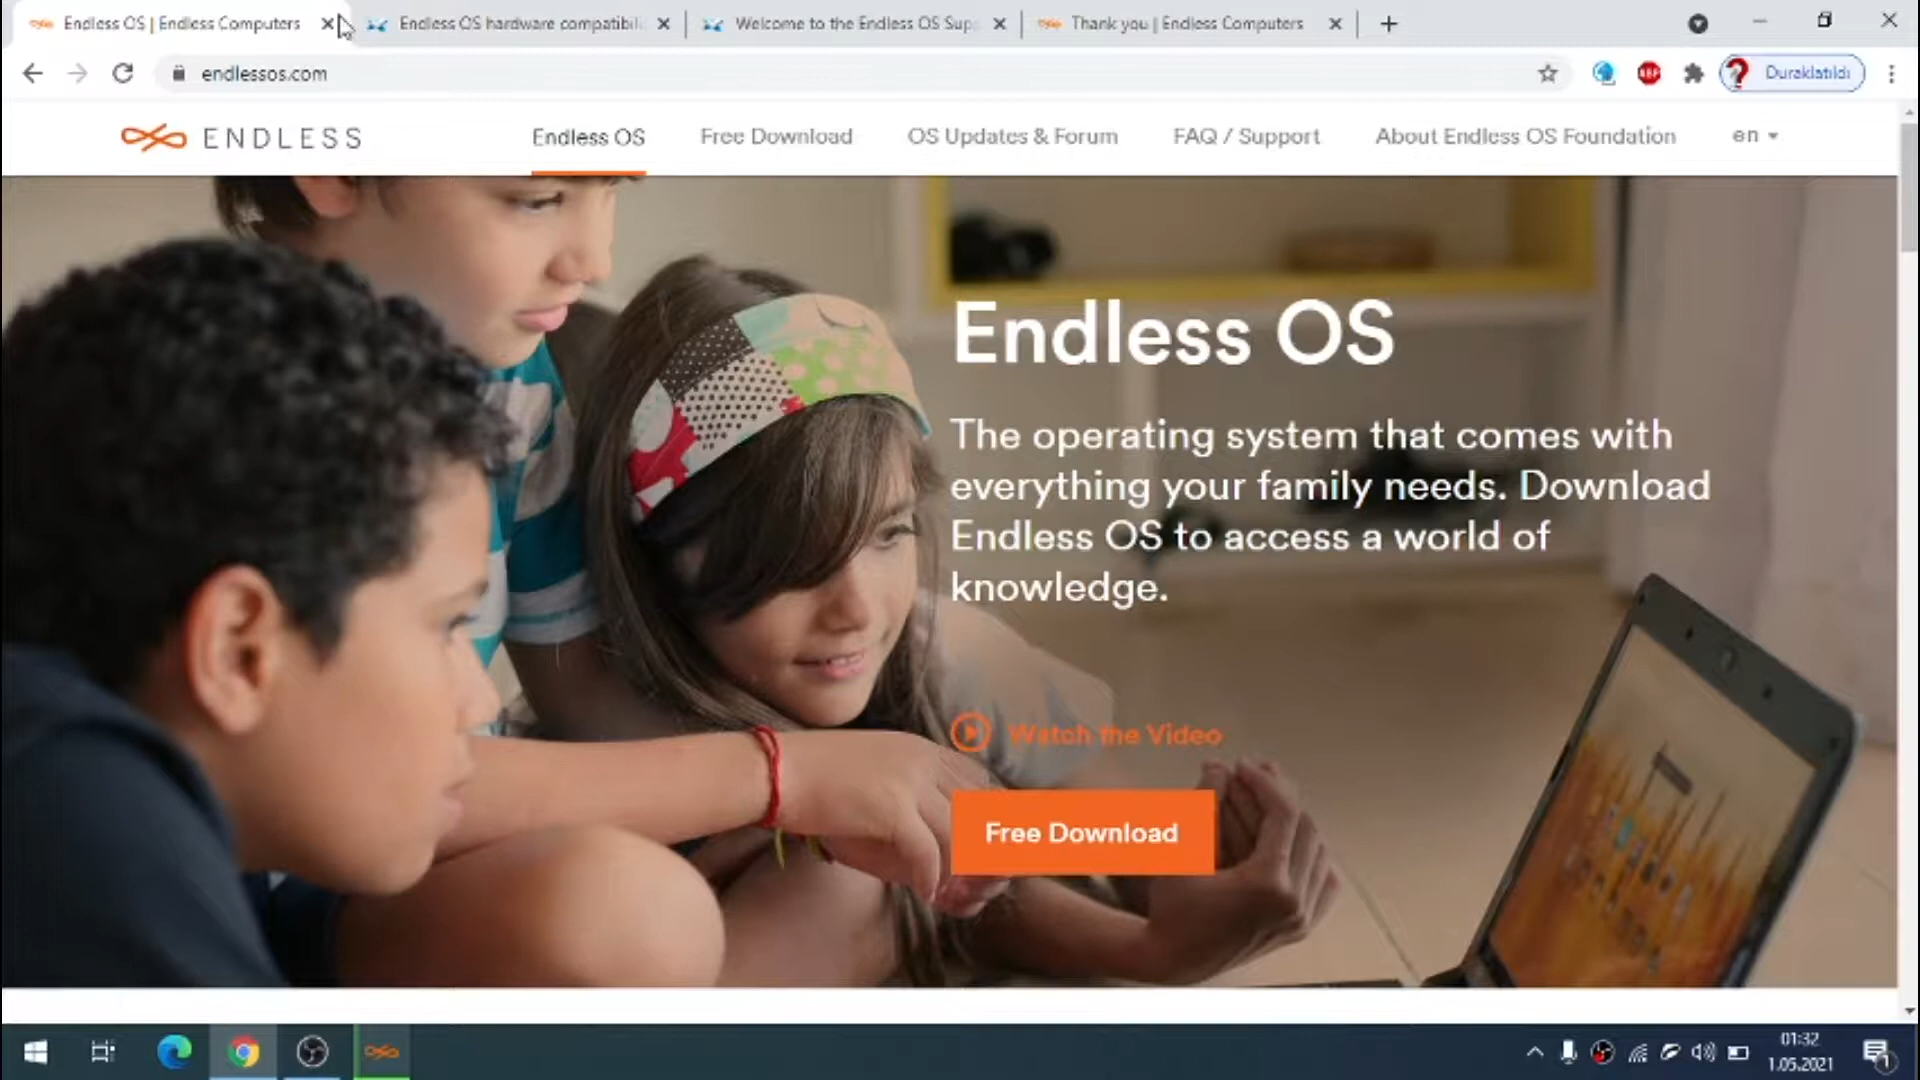 Endless OS | Endless Computers
Endless OS hardware compatibili
Welcome to the Endless OS Sup
Thank you | Endless Computers
endlessos.com
ABP
Duraklatıldı
ENDLESS
Endless OS
Free Download
OS Updates & Forum
FAQ / Support
About Endless OS Foundation
en
Endless OS
The operating system that comes with
everything your family needs. Download
Endless OS to access a world of
knowledge.
Watch the Video
Free Download
01:32
1.05.2021
1